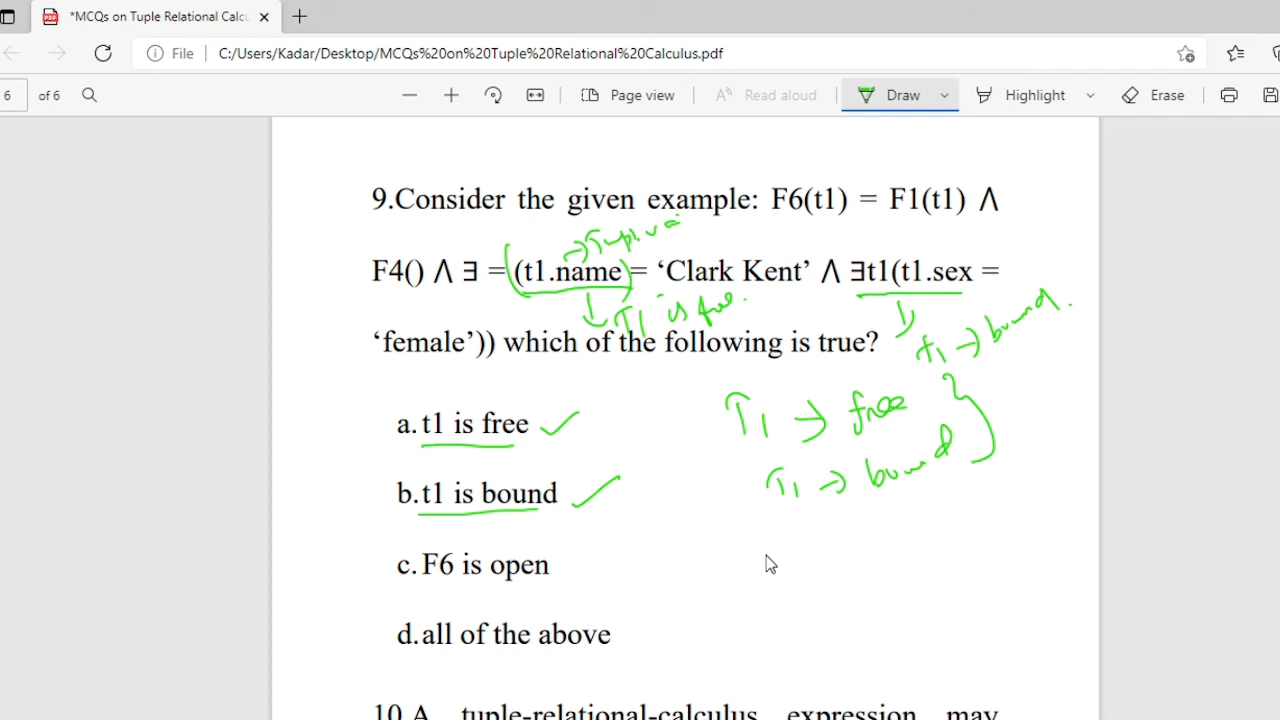 *MCQs on Tuple Relational Calcu
File C:/Users/Kadar/Desktop/MCQs%20on%20Tuple%20Relational%20Calculus.pdf
6 of 6 Page view Read aloud Draw Highlight Erase
9.Consider the given example: F6(t1) = F1(t1) ⋀
F4() ⋀ ∃ = (t1.name) = ‘Clark Kent’ ⋀ ∃t1(t1.sex =
T1 is free.
‘female’)) which of the following is true?
t1 → bound.
a. t1 is free
T1 → free
b. t1 is bound
T1 → bound
c. F6 is open
d. all of the above
10.A tuple-relational-calculus expression may